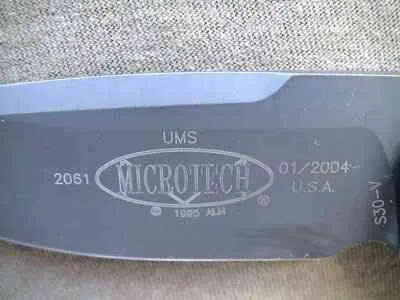 UMS
2061 MICROTECH 01/2004
U.S.A.
® 1995 ALM ®
S30-V